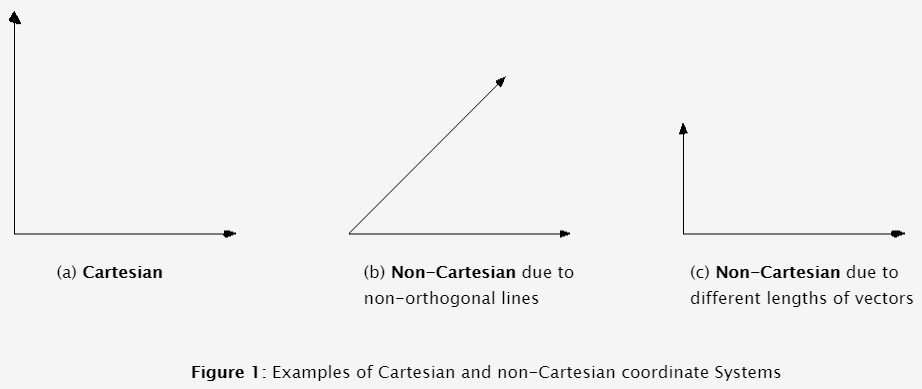 (a) Cartesian
(b) Non-Cartesian due to
non-orthogonal lines
(c) Non-Cartesian due to
different lengths of vectors
Figure 1: Examples of Cartesian and non-Cartesian coordinate Systems